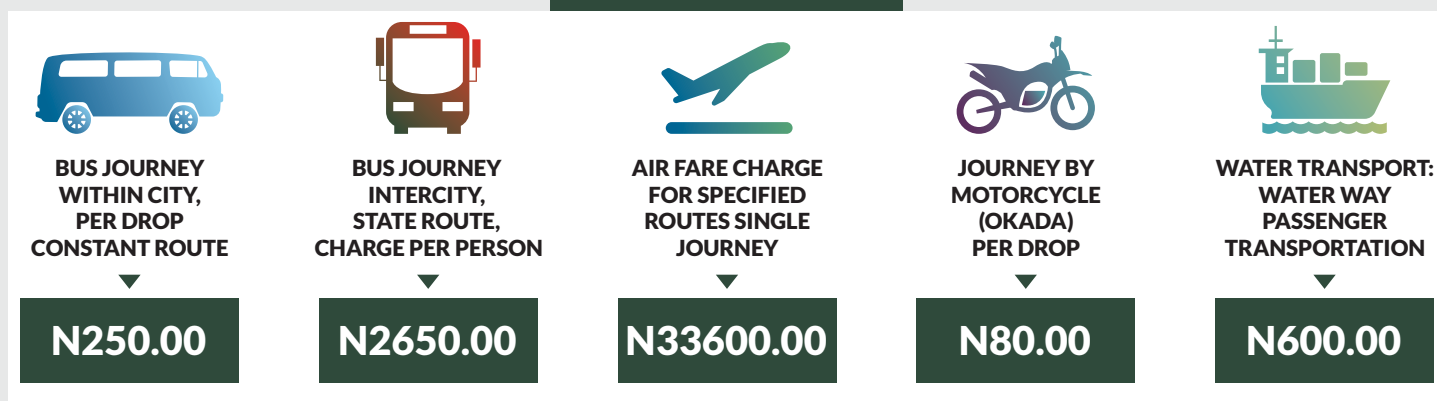 BUS JOURNEY
WITHIN CITY,
PER DROP
CONSTANT ROUTE
N250.00
BUS JOURNEY
INTERCITY,
STATE ROUTE,
CHARGE PER PERSON
N2650.00
AIR FARE CHARGE
FOR SPECIFIED
ROUTES SINGLE
JOURNEY
N33600.00
JOURNEY BY
MOTORCYCLE
(OKADA)
PER DROP
N80.00
WATER TRANSPORT:
WATER WAY
PASSENGER
TRANSPORTATION
N600.00